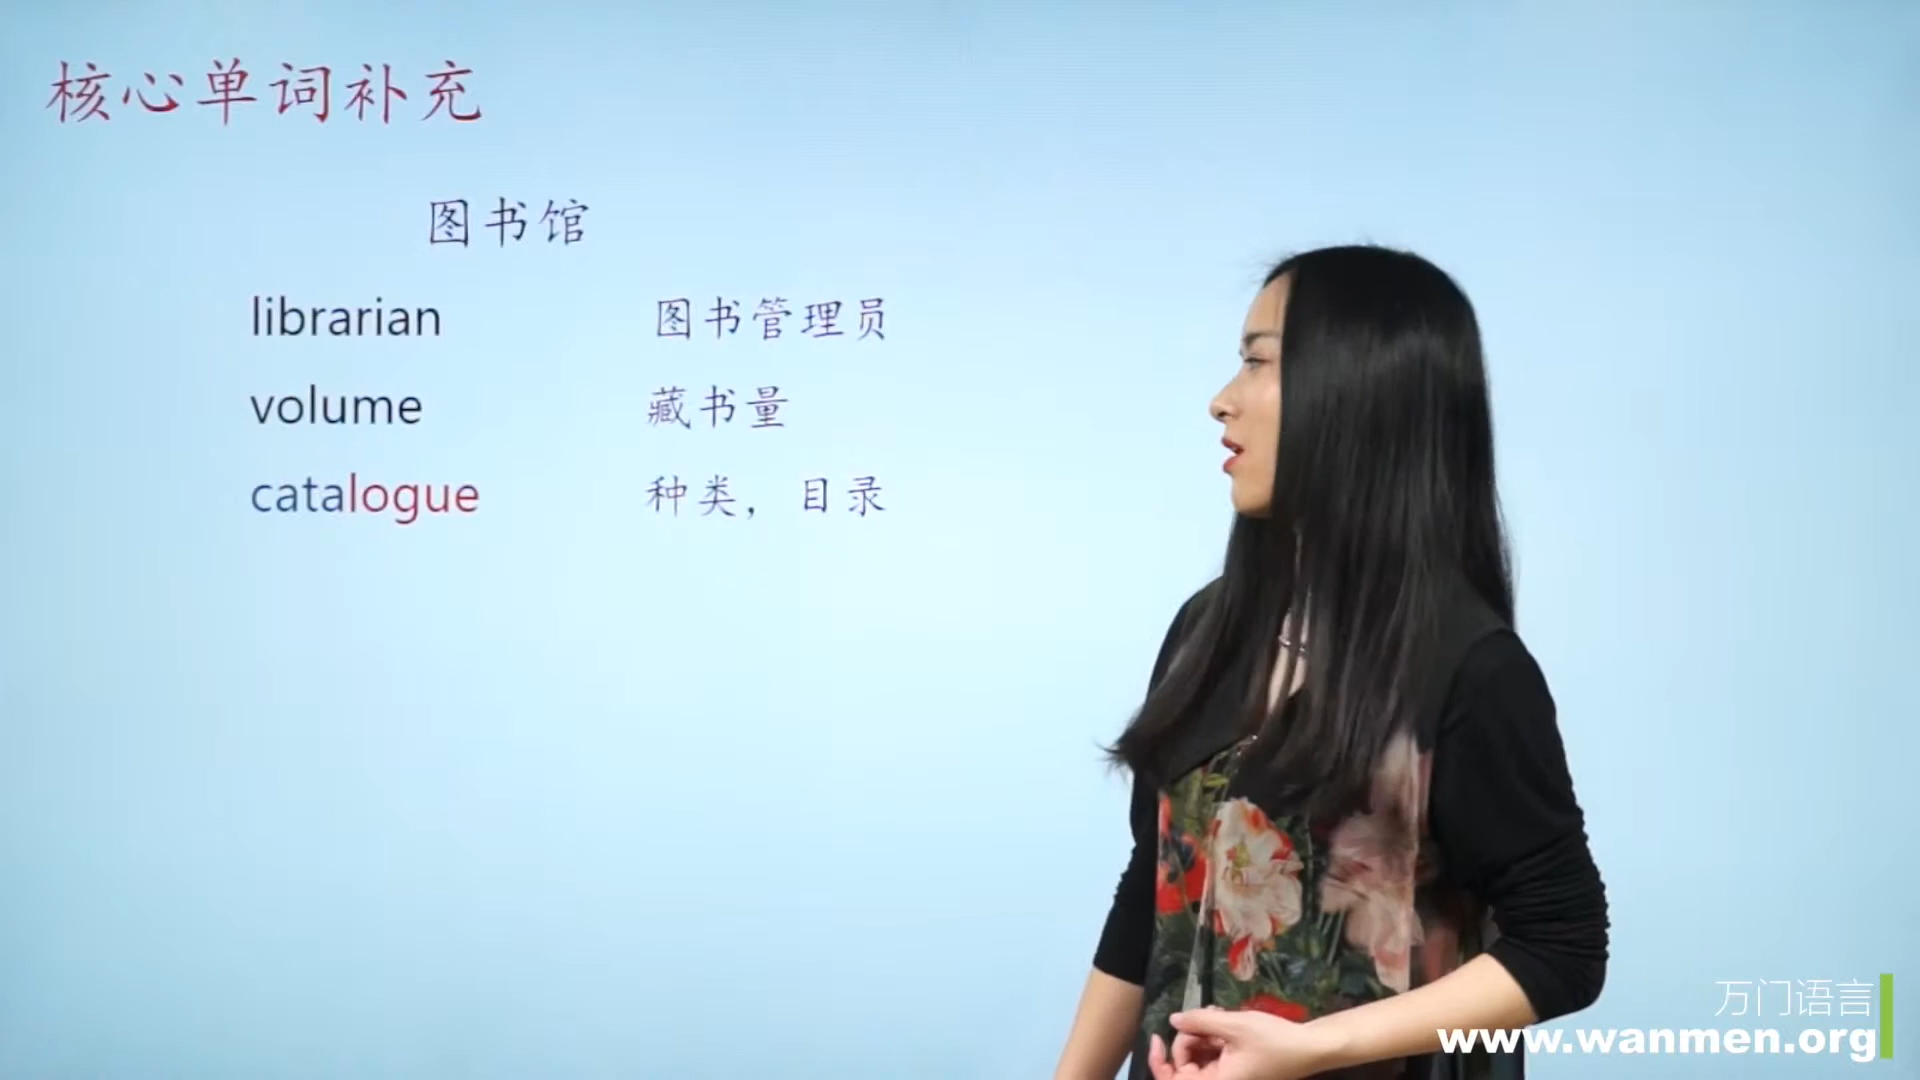 核心单词补充
图书馆
librarian 图书管理员
volume 藏书量
catalogue 种类，目录
万门语言
www.wanmen.org